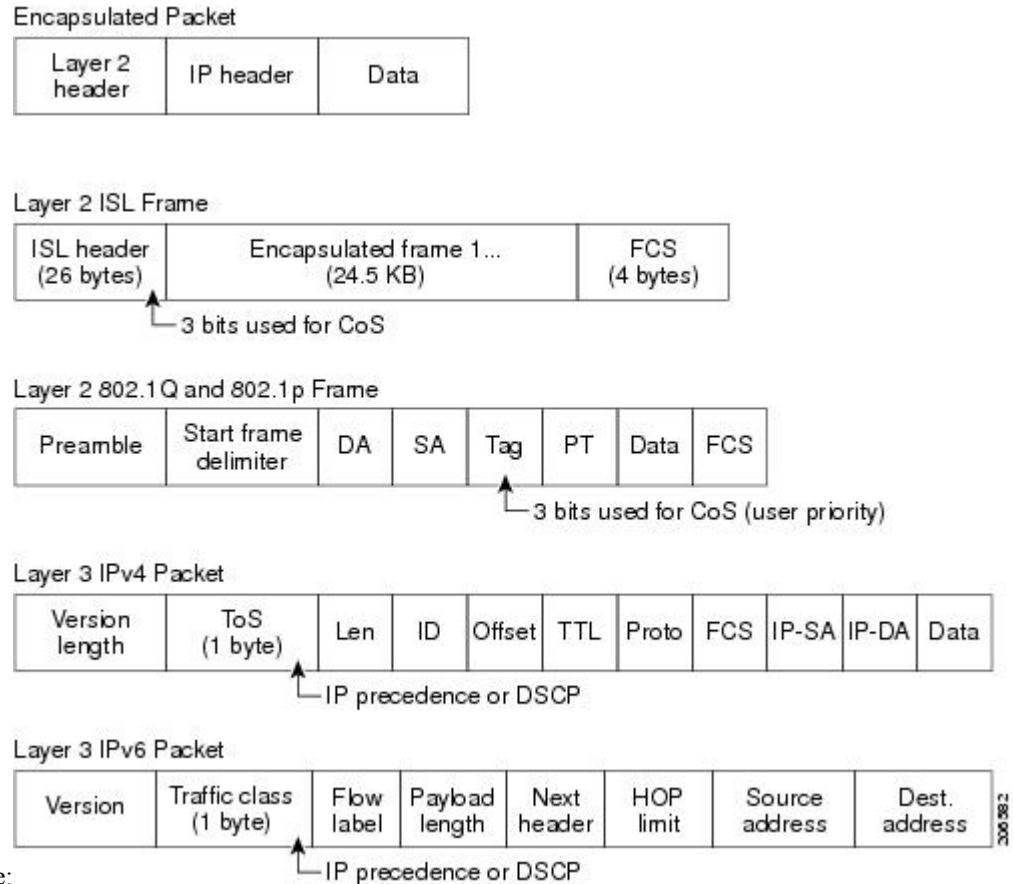 Encapsulated Packet
Layer 2
header
IP header
Data
Layer 2 ISL Frame
ISL header
(26 bytes)
Encapsulated frame 1...
(24.5 KB)
FCS
(4 bytes)
3 bits used for CoS
Layer 2 802.1Q and 802.1p Frame
Preamble
Start frame
delimiter
DA
SA
Tag
PT
Data
FCS
3 bits used for CoS (user priority)
Layer 3 IPv4 Packet
Version
length
ToS
(1 byte)
Len
ID
Offset
TTL
Proto
FCS
IP-SA
IP-DA
Data
IP precedence or DSCP
Layer 3 IPv6 Packet
Version
Traffic class
(1 byte)
Flow
label
Payload
length
Next
header
HOP
limit
Source
address
Dest.
address
206582
IP precedence or DSCP
e: